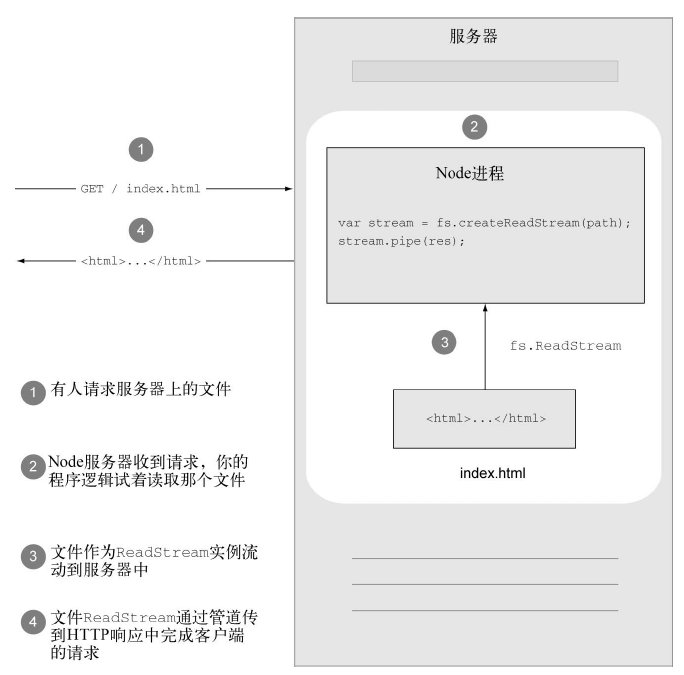 服务器
2
1
Node进程
GET / index.html
var stream = fs.createReadStream(path);
stream.pipe(res);
4
<html>...</html>
3
fs.ReadStream
<html>...</html>
index.html
1 有人请求服务器上的文件
2 Node服务器收到请求，你的
程序逻辑试着读取那个文件
3 文件作为ReadStream实例流
动到服务器中
4 文件ReadStream通过管道传
到HTTP响应中完成客户端
的请求